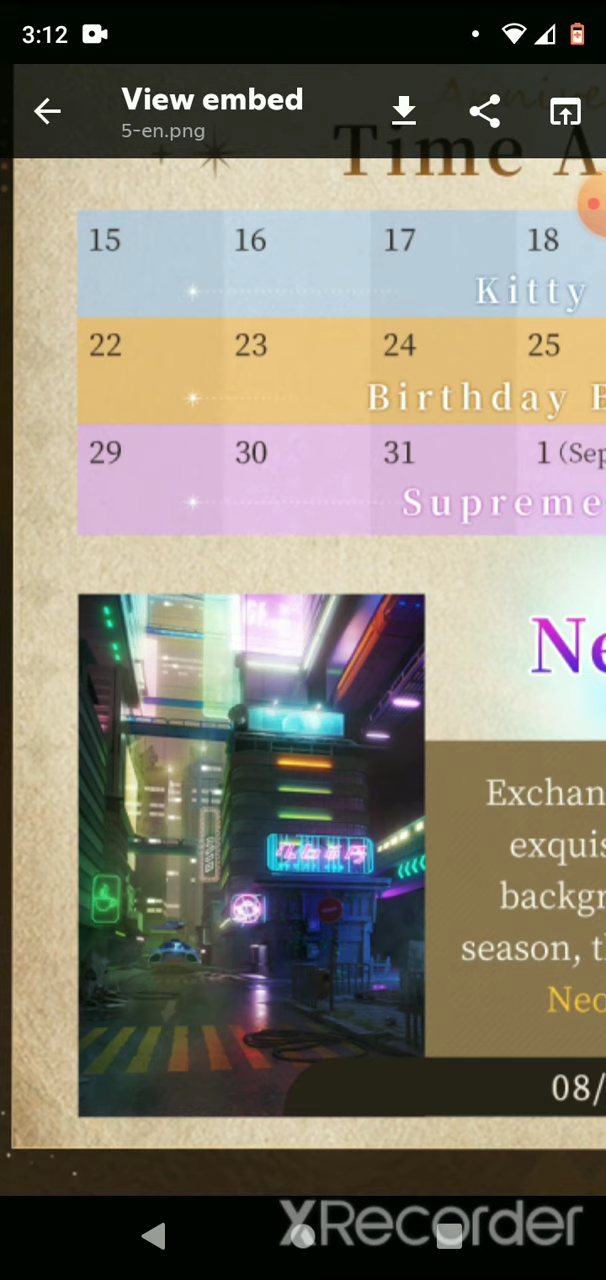 3:12
View embed
5-en.png
Time A
15 16 17 18
Kitty
22 23 24 25
Birthday B
29 30 31 1 (Sep
Supreme
Ne
Exchan
exquis
backgr
season, t
Neo
08/
XRecorder